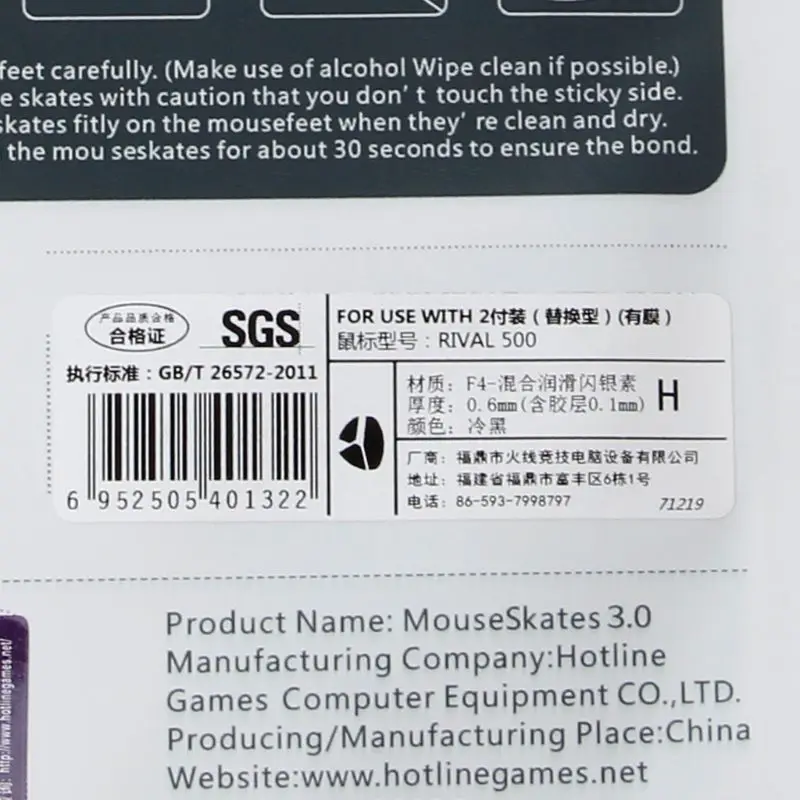 feet carefully. (Make use of alcohol Wipe clean if possible.)
e skates with caution that you don't touch the sticky side.
skates fitly on the mousefeet when they're clean and dry.
the mou seskates for about 30 seconds to ensure the bond.
产品品质合格
合格证
SGS
执行标准：GB/T 26572-2011
6 952505 401322
FOR USE WITH 2付装（替换型）(有膜）
鼠标型号：RIVAL 500
材质：F4-混合润滑闪银素
厚度：0.6mm(含胶层0.1mm)
颜色：冷黑
H
厂商：福鼎市火线竞技电脑设备有限公司
地址：福建省福鼎市富丰区6栋1号
电话：86-593-7998797
71219
Product Name: MouseSkates 3.0
Manufacturing Company:Hotline
Games Computer Equipment CO.,LTD.
Producing/Manufacturing Place:China
Website:www.hotlinegames.net
http://www.hotlinegames.net/